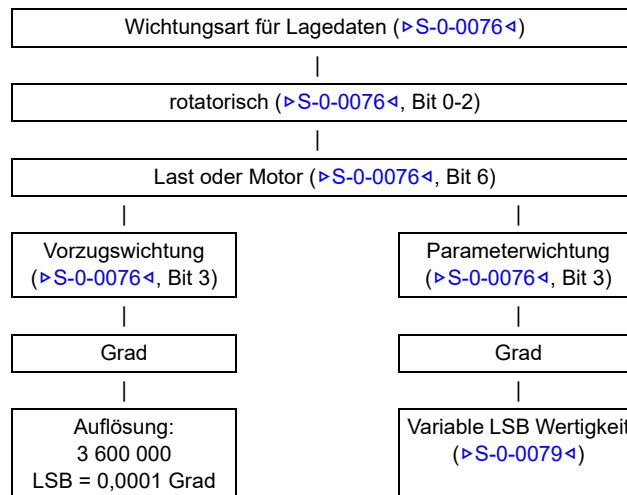 Wichtungsart für Lagedaten (▹S-0-0076◃)
rotatorisch (▹S-0-0076◃, Bit 0-2)
Last oder Motor (▹S-0-0076◃, Bit 6)
Vorzugswichtung
(▹S-0-0076◃, Bit 3)
Parameterwichtung
(▹S-0-0076◃, Bit 3)
Grad
Grad
Auflösung:
3 600 000
LSB = 0,0001 Grad
Variable LSB Wertigkeit
(▹S-0-0079◃)